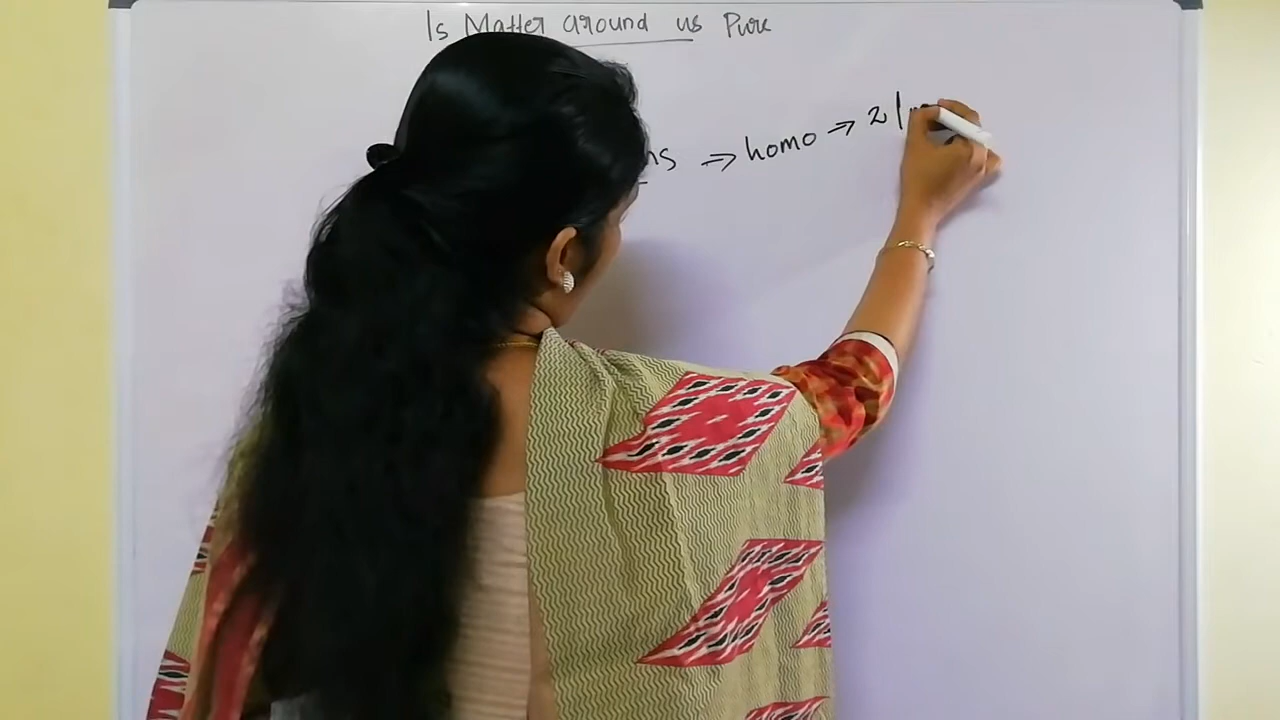 Is Matter around us Pure
ns → homo → 2/m